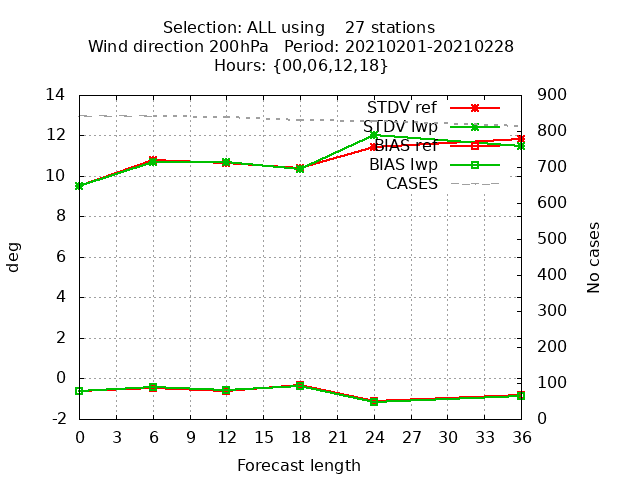 Selection: ALL using    27 stations
Wind direction 200hPa   Period: 20210201-20210228
Hours: {00,06,12,18}
14
12
10
8
6
4
2
0
-2
deg
STDV ref
STDV lwp
BIAS ref
BIAS lwp
CASES
900
800
700
600
500
400
300
200
100
0
No cases
0 3 6 9 12 15 18 21 24 27 30 33 36
Forecast length